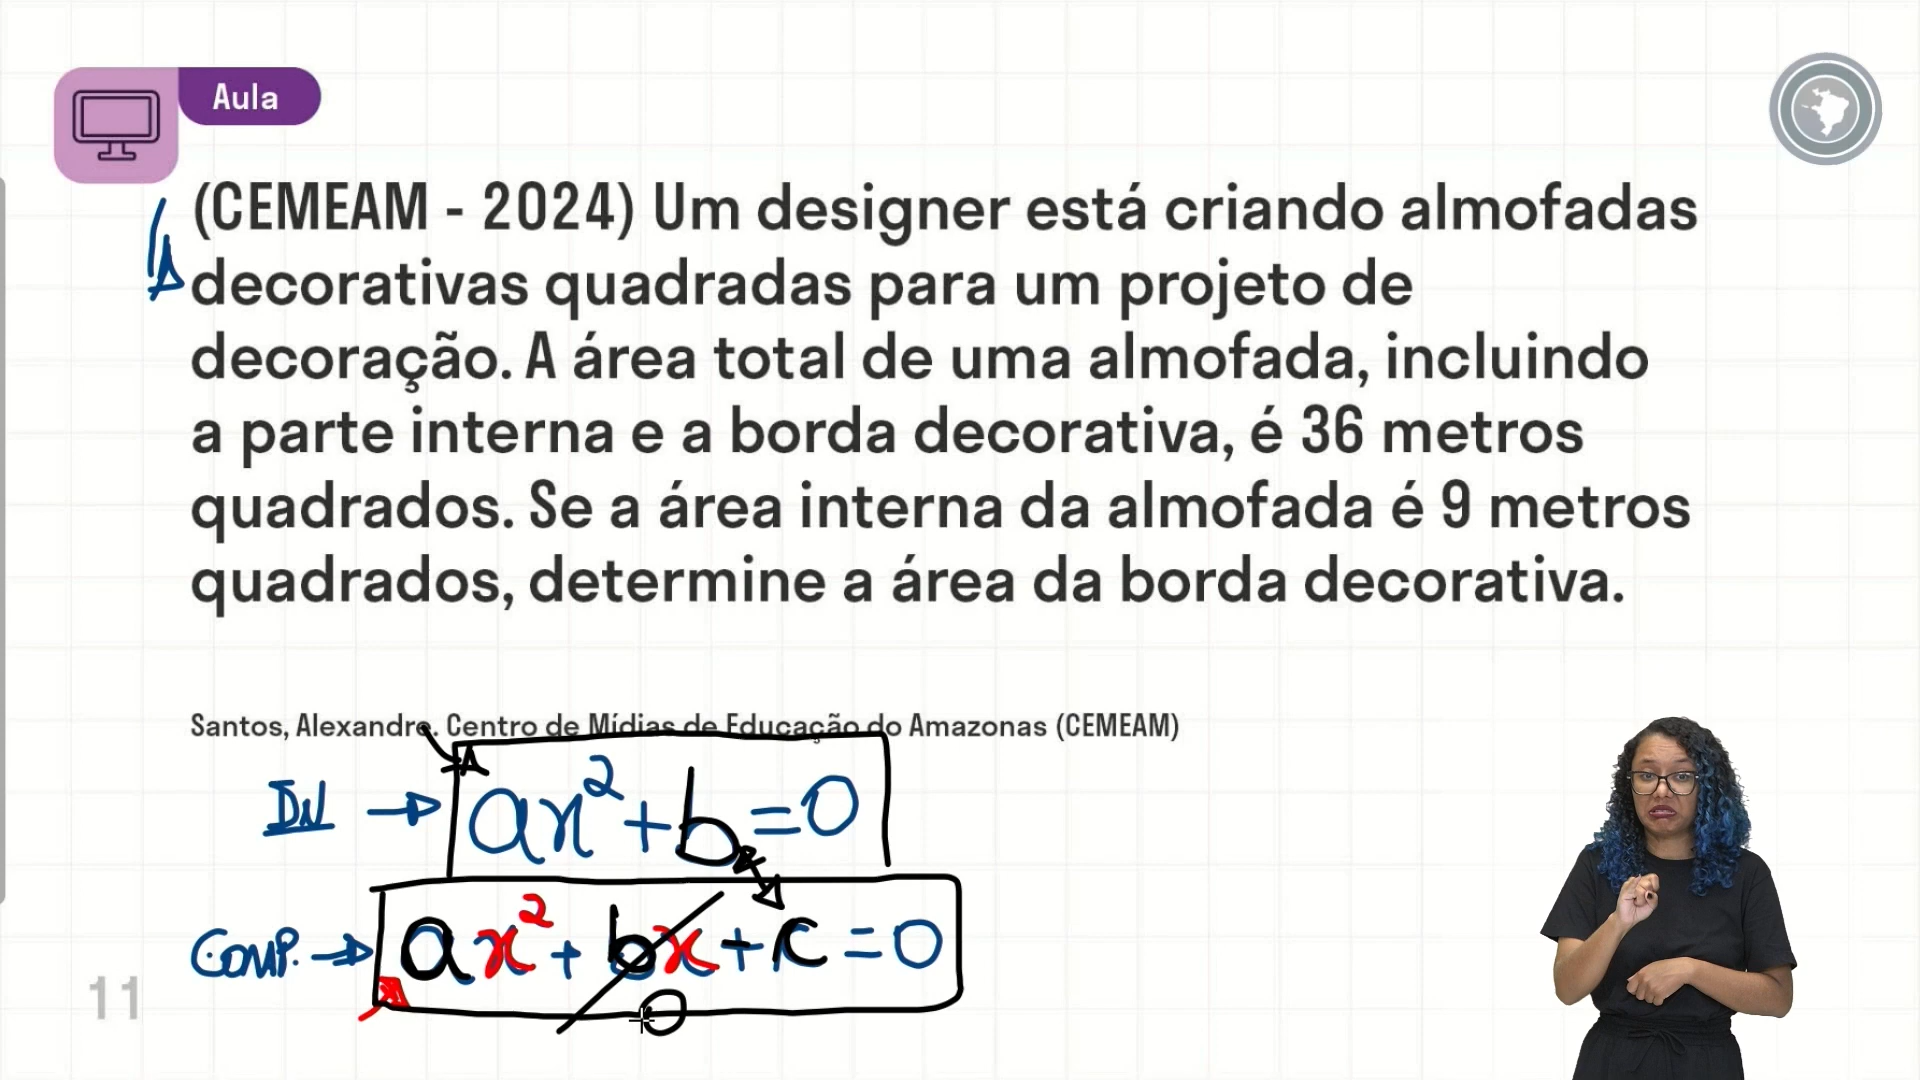 Aula
(CEMEAM - 2024) Um designer está criando almofadas
decorativas quadradas para um projeto de
decoração. A área total de uma almofada, incluindo
a parte interna e a borda decorativa, é 36 metros
quadrados. Se a área interna da almofada é 9 metros
quadrados, determine a área da borda decorativa.
Santos, Alexandre. Centro de Mídias de Educação do Amazonas (CEMEAM)
ax² + b = 0
COMP. → ax² + bx + c = 0
0
11